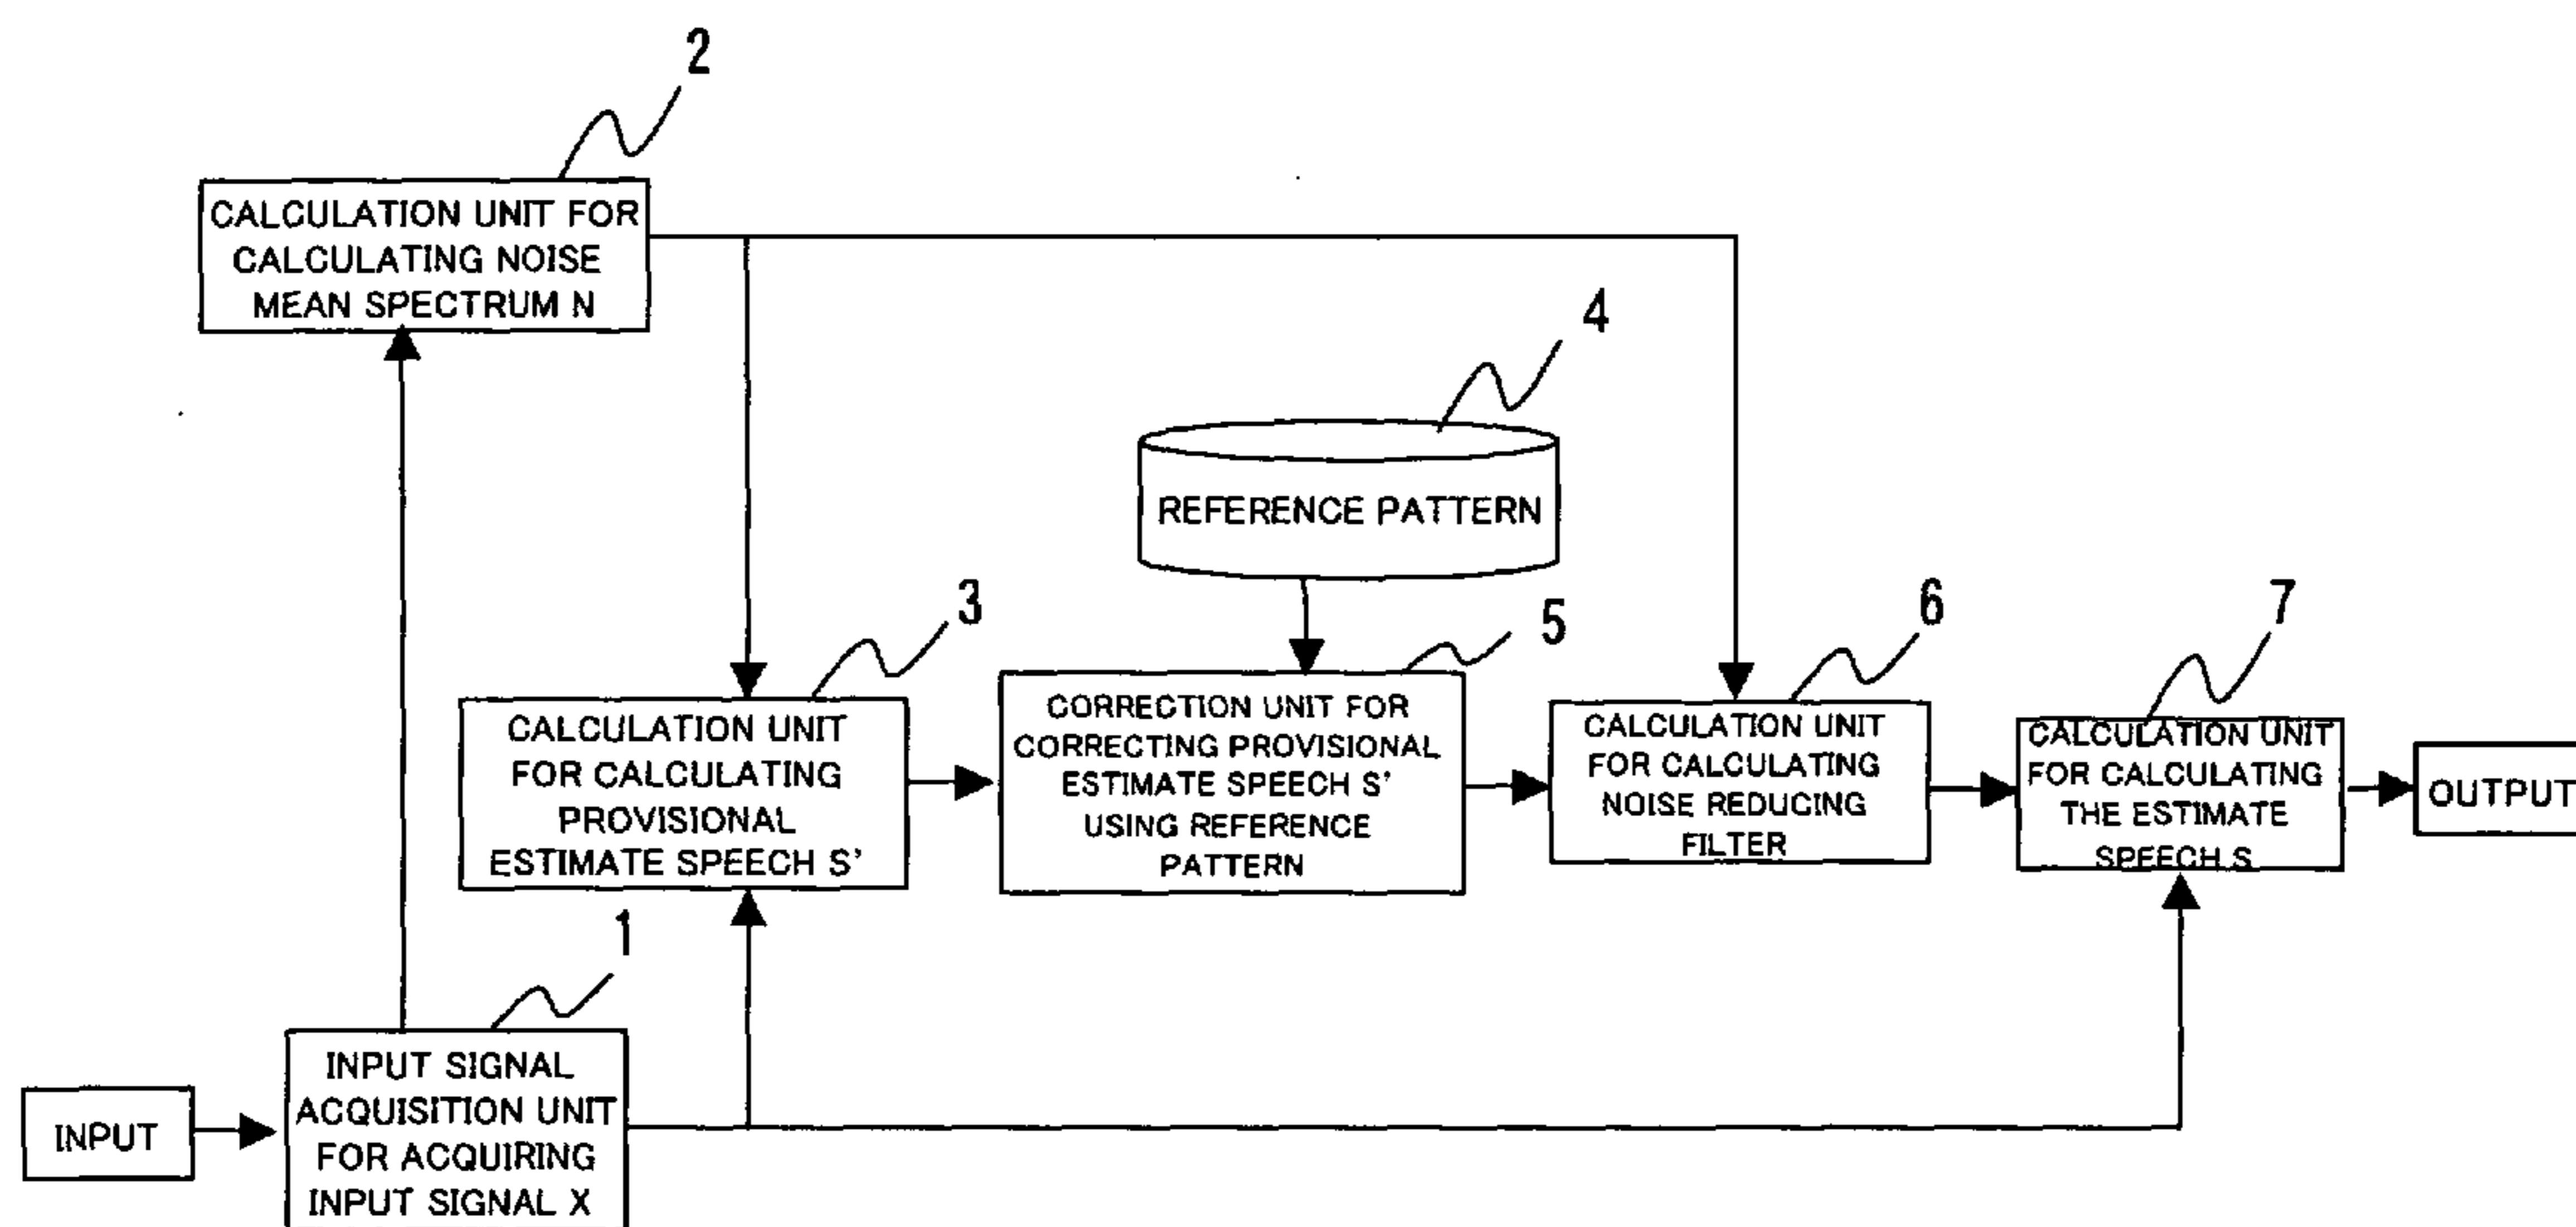 2
CALCULATION UNIT FOR
CALCULATING NOISE
MEAN SPECTRUM N
4
REFERENCE PATTERN
3
CALCULATION UNIT
FOR CALCULATING
PROVISIONAL
ESTIMATE SPEECH S'
5
CORRECTION UNIT FOR
CORRECTING PROVISIONAL
ESTIMATE SPEECH S'
USING REFERENCE
PATTERN
6
CALCULATION UNIT
FOR CALCULATING
NOISE REDUCING
FILTER
7
CALCULATION UNIT
FOR CALCULATING
THE ESTIMATE
SPEECH S
OUTPUT
1
INPUT SIGNAL
ACQUISITION UNIT
FOR ACQUIRING
INPUT SIGNAL X
INPUT